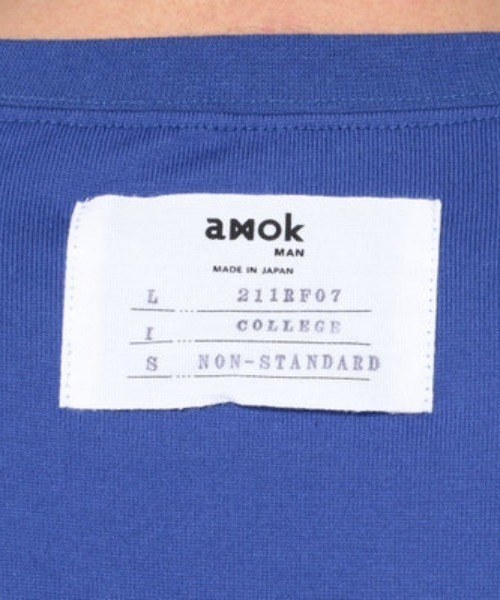 amok
MAN
MADE IN JAPAN
L 211RF07
I COLLEGE
S NON-STANDARD